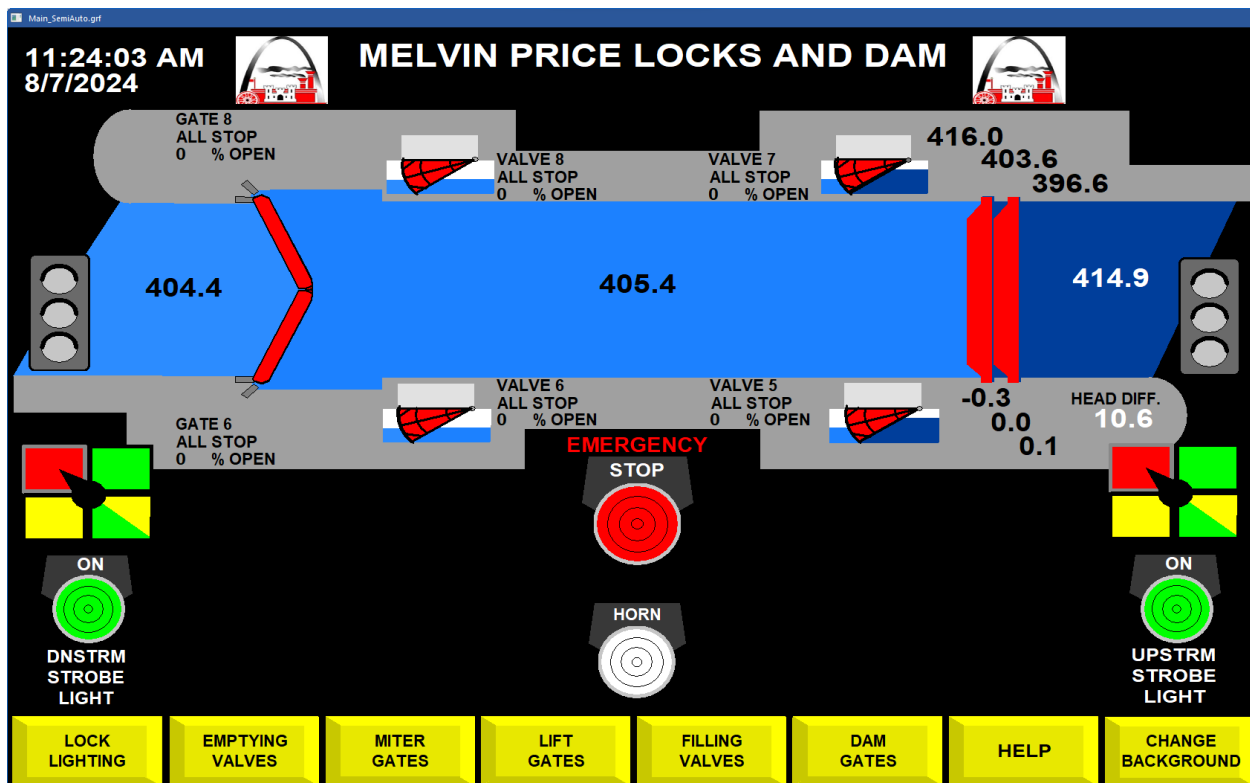 Main_SemiAuto.grf
11:24:03 AM
8/7/2024
MELVIN PRICE LOCKS AND DAM
GATE 8
ALL STOP
0 % OPEN
VALVE 8
ALL STOP
0 % OPEN
VALVE 7
ALL STOP
0 % OPEN
416.0
403.6
396.6
404.4
405.4
414.9
GATE 6
ALL STOP
0 % OPEN
VALVE 6
ALL STOP
0 % OPEN
VALVE 5
ALL STOP
0 % OPEN
-0.3
0.0
0.1
HEAD DIFF.
10.6
EMERGENCY
STOP
ON
DNSTRM
STROBE
LIGHT
HORN
ON
UPSTRM
STROBE
LIGHT
LOCK
LIGHTING
EMPTYING
VALVES
MITER
GATES
LIFT
GATES
FILLING
VALVES
DAM
GATES
HELP
CHANGE
BACKGROUND